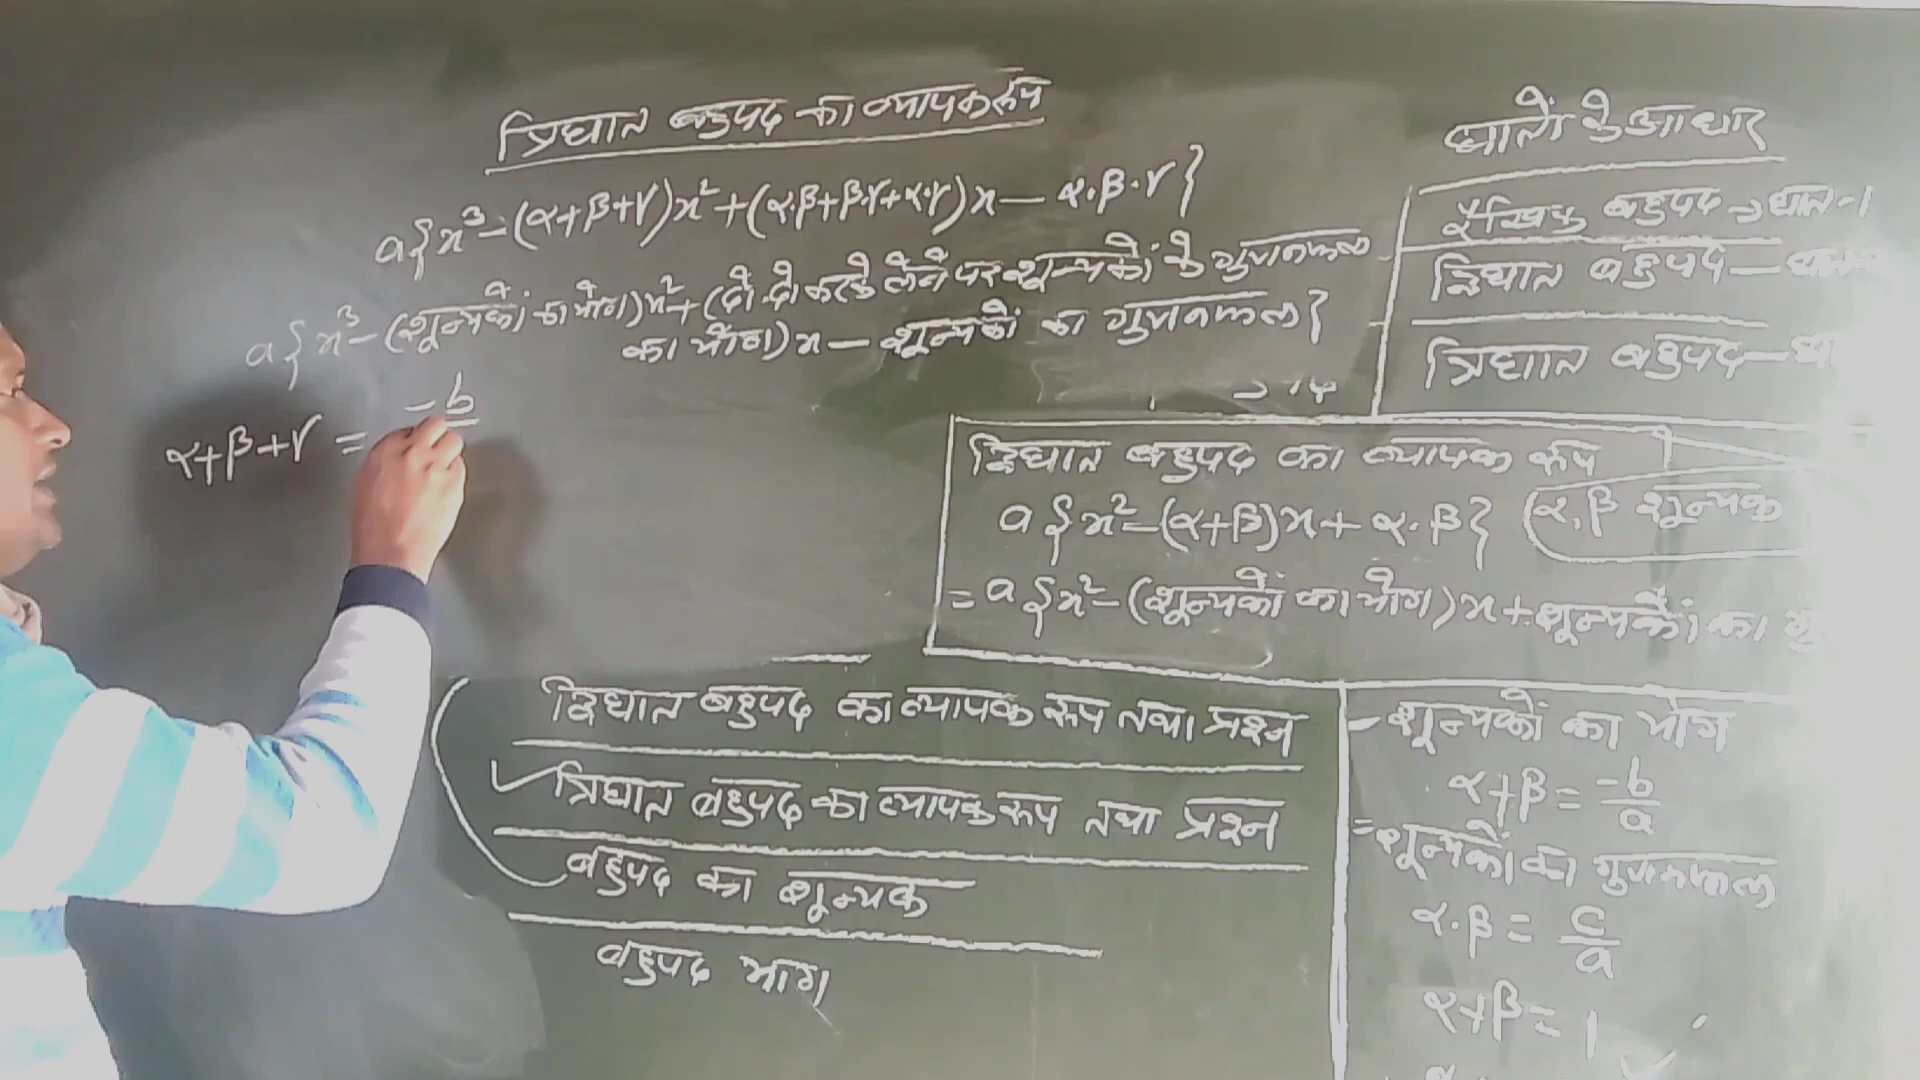 त्रिघात बहुपद का व्यापक रूप
a{x³-(α+β+γ)x²+(α.β+β.γ+α.γ)x-α.β.γ}
a{x³-(शून्यकों का योग)x²+(दो-दो करके लेने पर शून्यकों के गुणनफल
का योग)x-शून्यकों का गुणनफल}
α+β+γ = -b
घातों के आधार
रैखिक बहुपद → घात-1
द्विघात बहुपद-
त्रिघात बहुपद-
द्विघात बहुपद का व्यापक रूप
a{x²-(α+β)x+α.β} (α,β शून्यक
=a{x²-(शून्यकों का योग)x+शून्यकों का
द्विघात बहुपद का व्यापक रूप तथा प्रश्न
✓त्रिघात बहुपद का व्यापक रूप तथा प्रश्न
बहुपद का शून्यक
बहुपद भाग
-शून्यकों का योग
α+β = -b/a
=शून्यकों का गुणनफल
α.β = c/a
α+β = 1